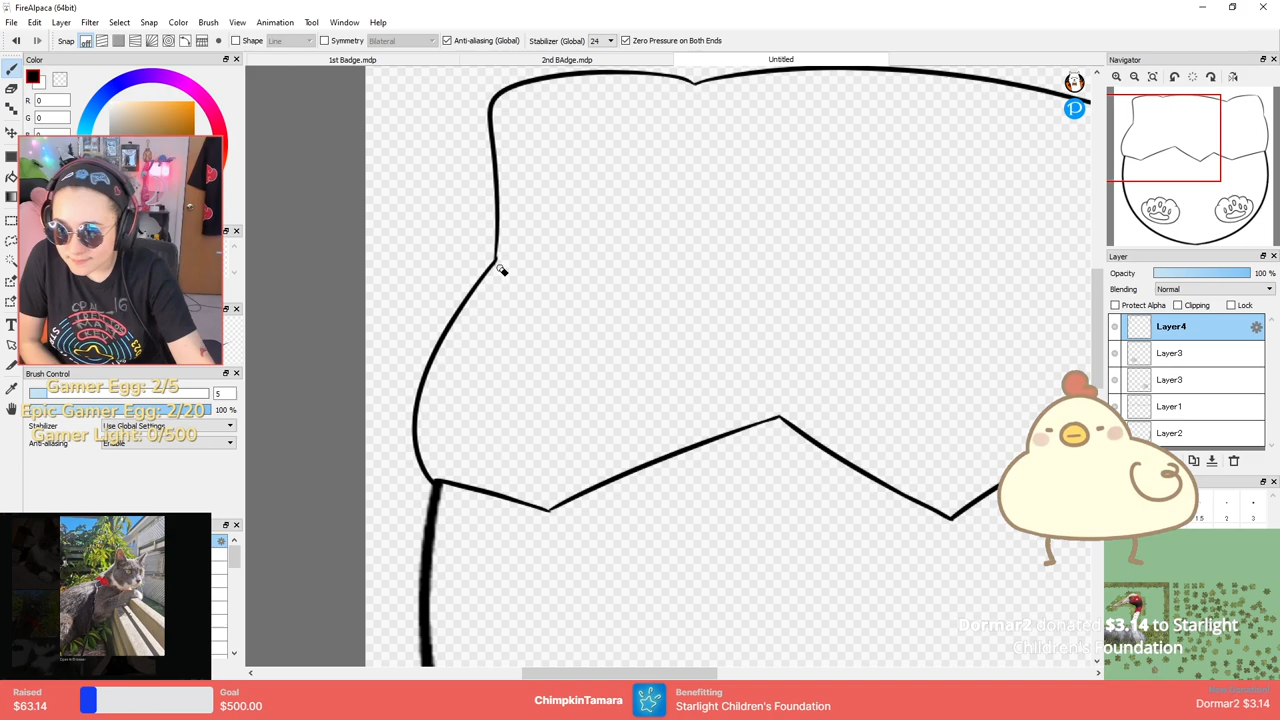 FireAlpaca (64bit)
File Edit Layer Filter Select Snap Color Brush View Animation Tool Window Help
Snap off Shape Line Symmetry Bilateral Anti-aliasing (Global) Stabilizer (Global) 24 Zero Pressure on Both Ends
Color 1st Badge.mdp 2nd BAdge.mdp Untitled Navigator
R 0
G 0
Layer
Opacity 100 %
Blending Normal
Protect Alpha Clipping Lock
Layer4
Layer3
Layer3
Layer1
Layer2
Brush Control
5
Gamer Egg: 2/5
100 %
Epic Gamer Egg: 2/20
Stabilizer Use Global Settings
Gamer Light: 0/500
Anti-aliasing Enable
1.5 2 3
Dormar2 donated $3.14 to Starlight
Children's Foundation
Raised
$63.14
Goal
$500.00
ChimpkinTamara
Benefitting
Starlight Children's Foundation
Dormar2 $3.14